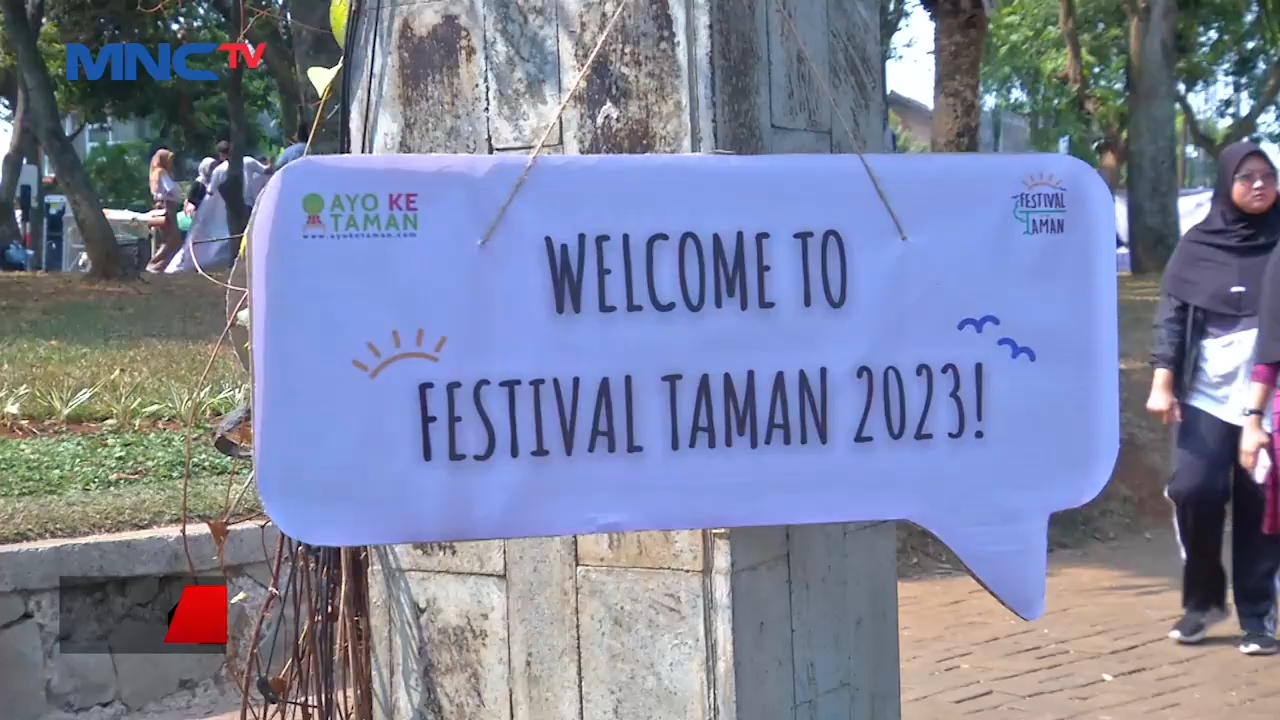 MNCTV
AYO KE
TAMAN
www.ayoketaman.com
FESTIVAL
TAMAN
WELCOME TO
FESTIVAL TAMAN 2023!